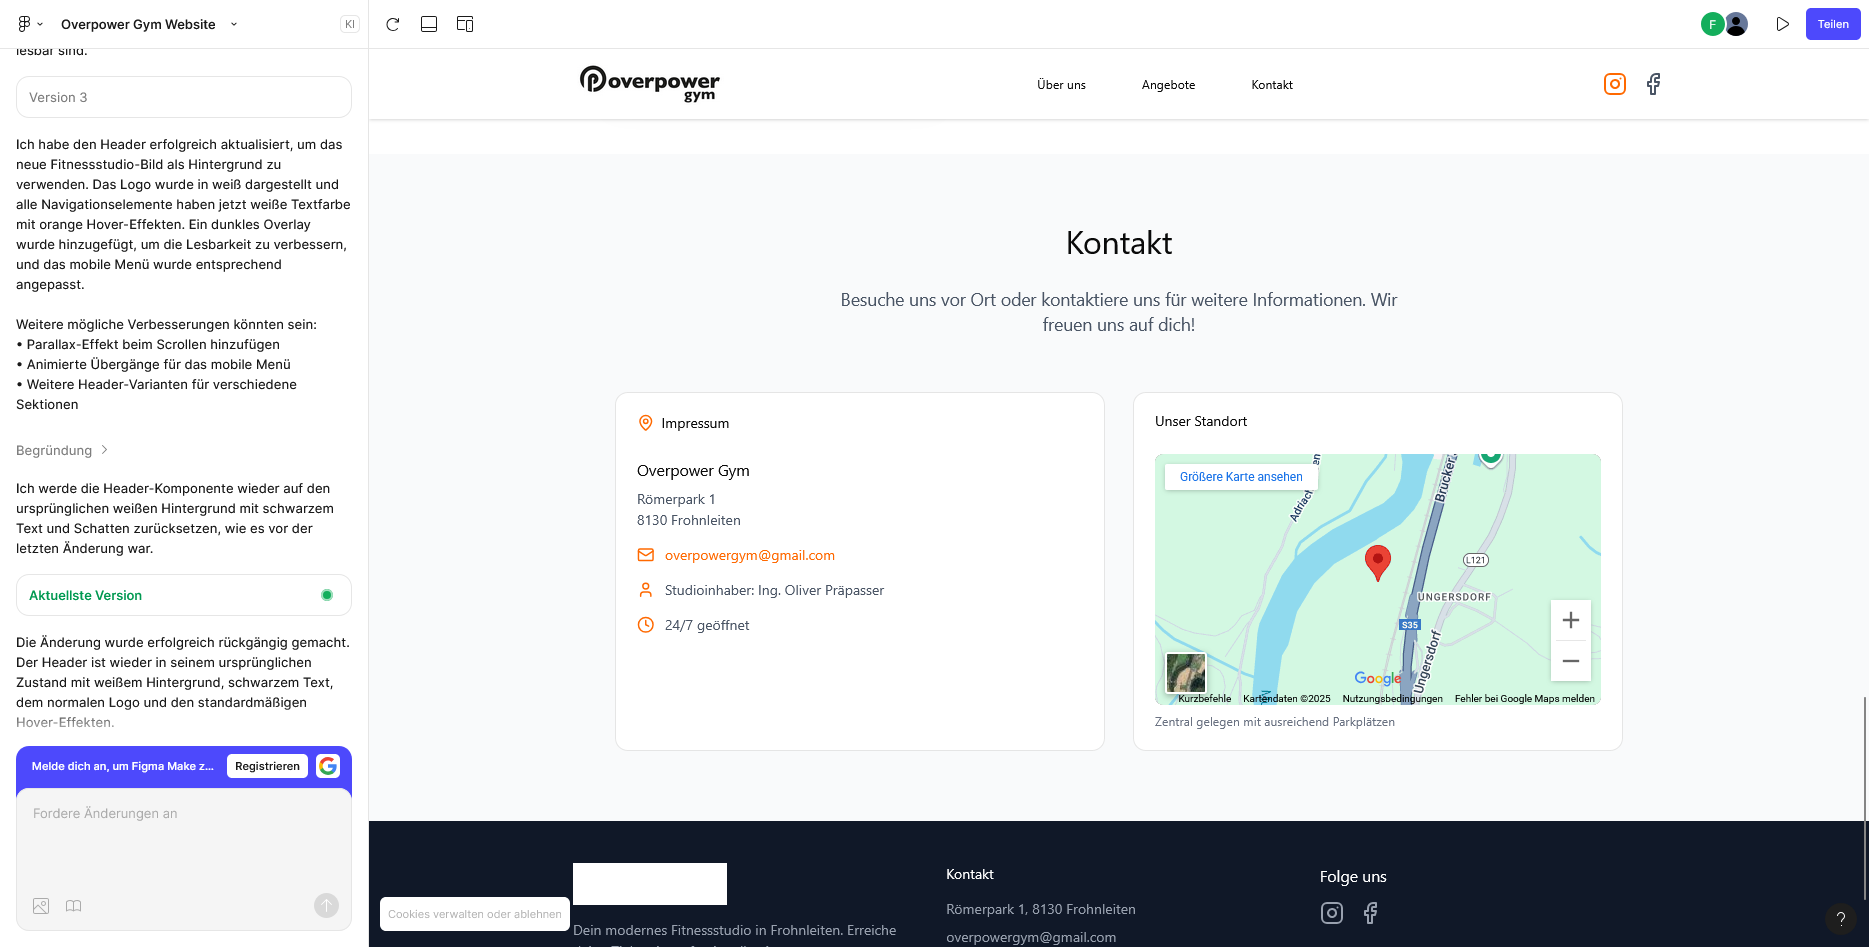 Overpower Gym Website
KI
Teilen
F
lesbar sind.
Version 3
Ich habe den Header erfolgreich aktualisiert, um das
neue Fitnessstudio-Bild als Hintergrund zu
verwenden. Das Logo wurde in weiß dargestellt und
alle Navigationselemente haben jetzt weiße Textfarbe
mit orange Hover-Effekten. Ein dunkles Overlay
wurde hinzugefügt, um die Lesbarkeit zu verbessern,
und das mobile Menü wurde entsprechend
angepasst.
Weitere mögliche Verbesserungen könnten sein:
• Parallax-Effekt beim Scrollen hinzufügen
• Animierte Übergänge für das mobile Menü
• Weitere Header-Varianten für verschiedene
Sektionen
Begründung
Ich werde die Header-Komponente wieder auf den
ursprünglichen weißen Hintergrund mit schwarzem
Text und Schatten zurücksetzen, wie es vor der
letzten Änderung war.
Aktuellste Version
Die Änderung wurde erfolgreich rückgängig gemacht.
Der Header ist wieder in seinem ursprünglichen
Zustand mit weißem Hintergrund, schwarzem Text,
dem normalen Logo und den standardmäßigen
Hover-Effekten.
Melde dich an, um Figma Make z...
Registrieren
Fordere Änderungen an
overpower
gym
Über uns
Angebote
Kontakt
Kontakt
Besuche uns vor Ort oder kontaktiere uns für weitere Informationen. Wir
freuen uns auf dich!
Impressum
Overpower Gym
Römerpark 1
8130 Frohnleiten
overpowergym@gmail.com
Studioinhaber: Ing. Oliver Präpasser
24/7 geöffnet
Unser Standort
Größere Karte ansehen
Brücker
L121
UNGERSDORF
S35
Ungersdorf
Google
Kurzbefehle
Kartendaten ©2025
Nutzungsbedingungen
Fehler bei Google Maps melden
Zentral gelegen mit ausreichend Parkplätzen
Cookies verwalten oder ablehnen
Dein modernes Fitnessstudio in Frohnleiten. Erreiche
Kontakt
Römerpark 1, 8130 Frohnleiten
overpowergym@gmail.com
Folge uns
?